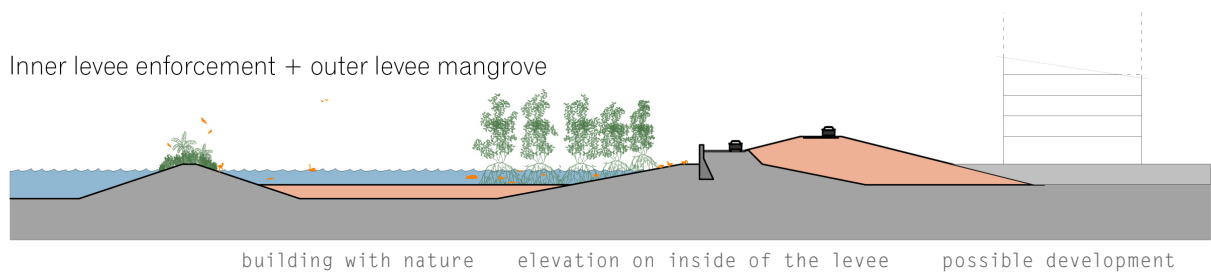 Inner levee enforcement + outer levee mangrove
building with nature
elevation on inside of the levee
possible development